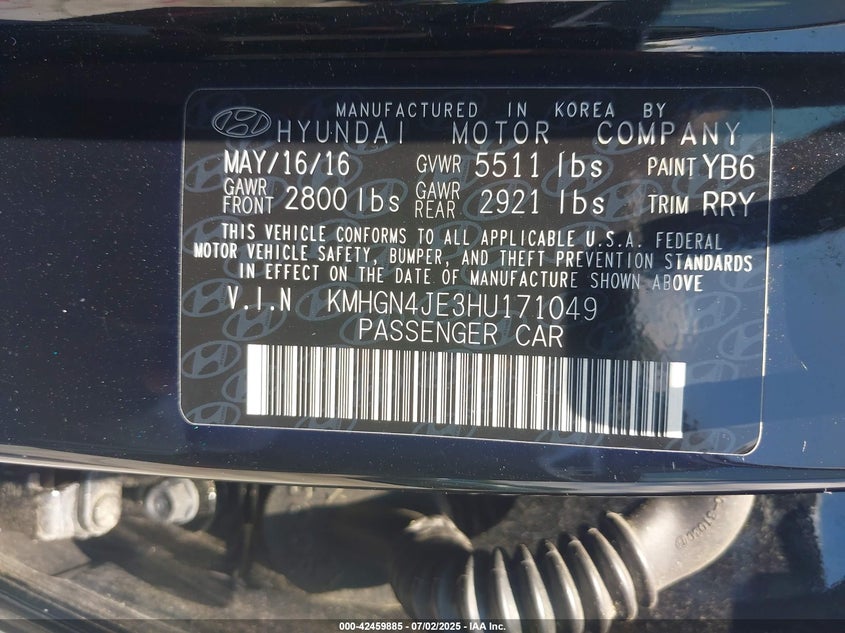 MANUFACTURED IN KOREA BY
HYUNDAI MOTOR COMPANY
MAY/16/16 GVWR 5511 lbs PAINT YB6
GAWR FRONT 2800 lbs GAWR REAR 2921 lbs TRIM RRY
THIS VEHICLE CONFORMS TO ALL APPLICABLE U.S.A. FEDERAL
MOTOR VEHICLE SAFETY, BUMPER, AND THEFT PREVENTION STANDARDS
IN EFFECT ON THE DATE OF MANUFACTURE SHOWN ABOVE
V.I.N KMHGN4JE3HU171049
PASSENGER CAR
000-42459885 - 07/02/2025 - IAA Inc.